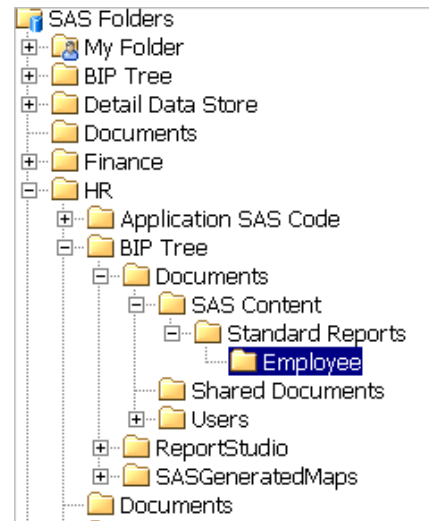 SAS Folders
My Folder
BIP Tree
Detail Data Store
Documents
Finance
HR
Application SAS Code
BIP Tree
Documents
SAS Content
Standard Reports
Employee
Shared Documents
Users
ReportStudio
SASGeneratedMaps
Documents